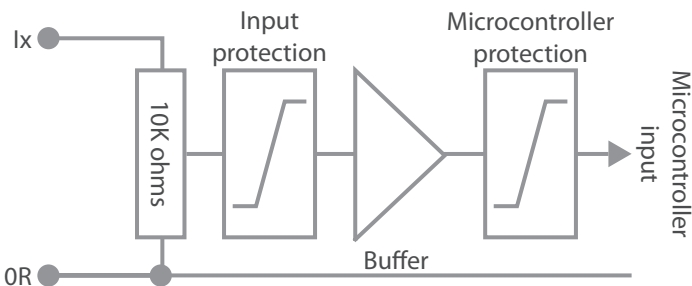 Input
protection
Microcontroller
protection
Ix
10K ohms
Microcontroller
input
Buffer
0R